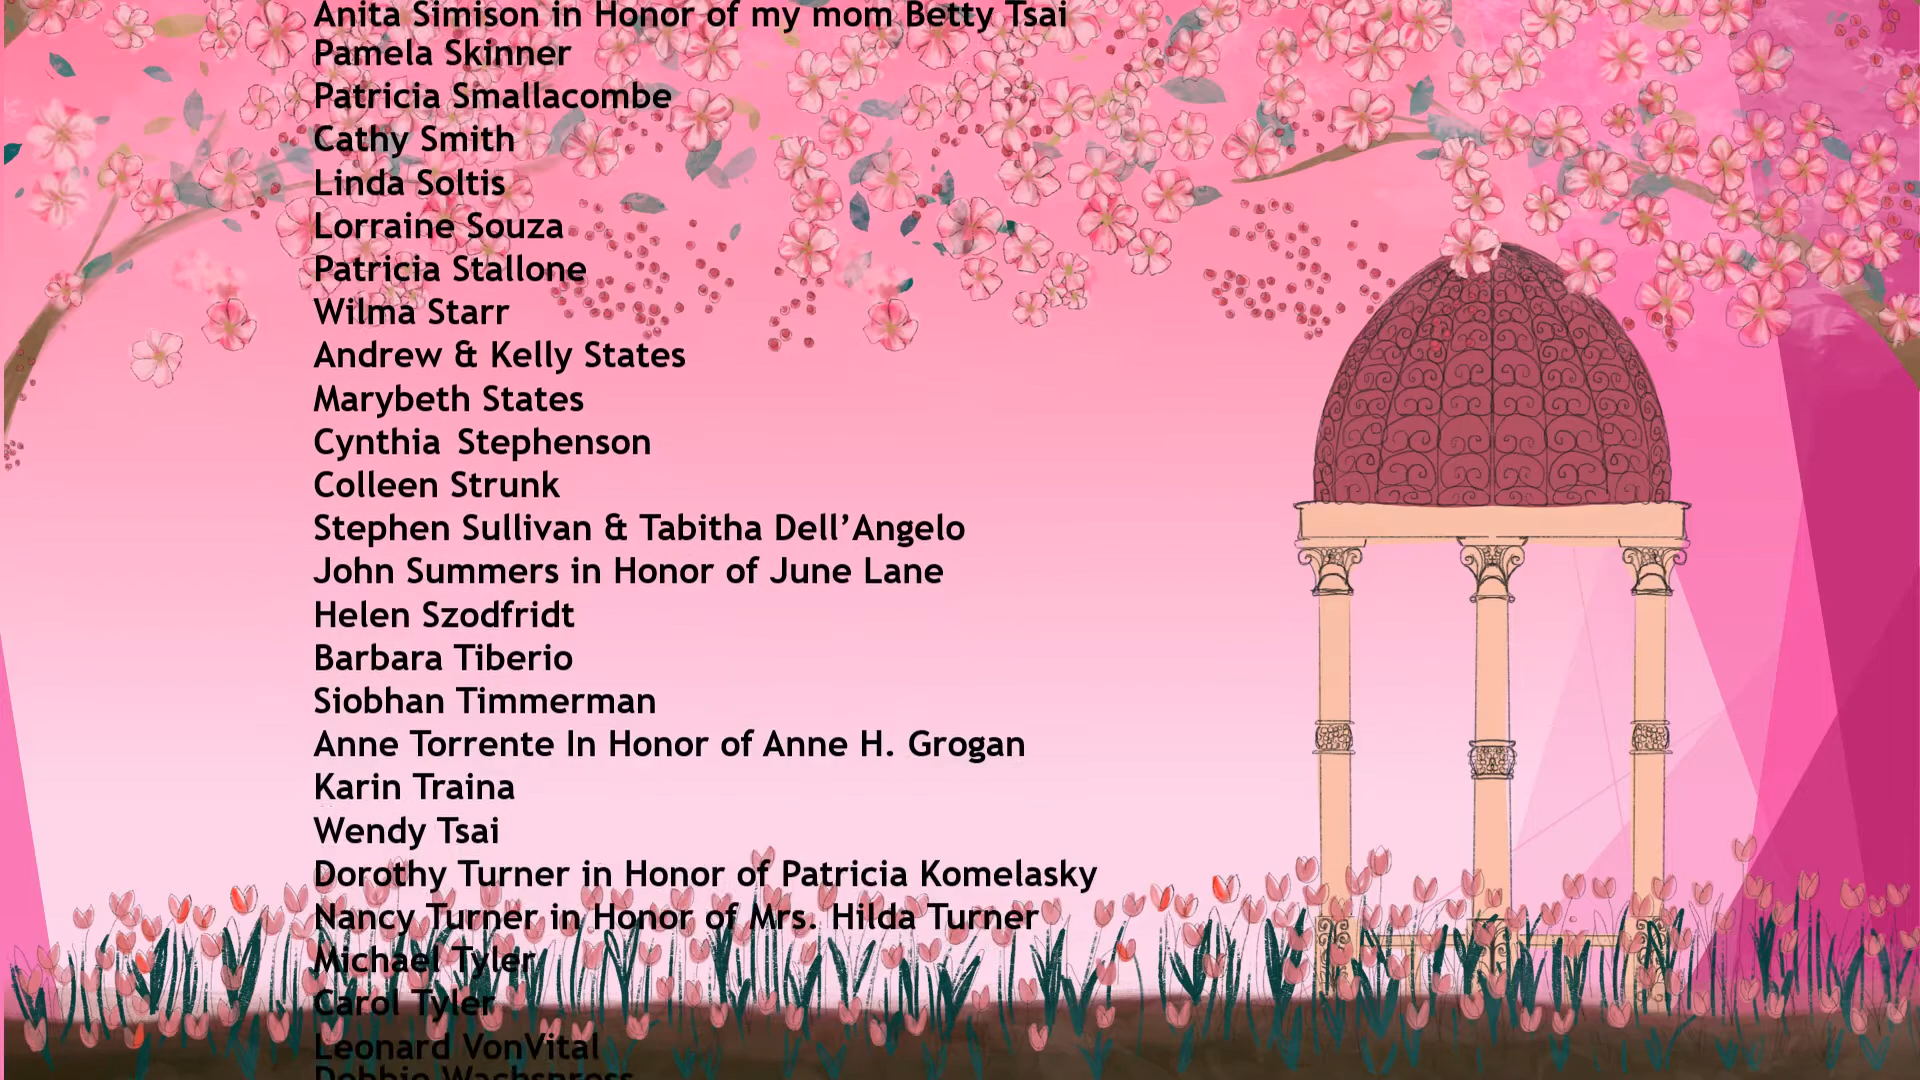 Anita Simison in Honor of my mom Betty Tsai
Pamela Skinner
Patricia Smallacombe
Cathy Smith
Linda Soltis
Lorraine Souza
Patricia Stallone
Wilma Starr
Andrew & Kelly States
Marybeth States
Cynthia Stephenson
Colleen Strunk
Stephen Sullivan & Tabitha Dell’Angelo
John Summers in Honor of June Lane
Helen Szodfridt
Barbara Tiberio
Siobhan Timmerman
Anne Torrente In Honor of Anne H. Grogan
Karin Traina
Wendy Tsai
Dorothy Turner in Honor of Patricia Komelasky
Nancy Turner in Honor of Mrs. Hilda Turner
Michael Tyler
Carol Tyler
Leonard VonVital
Debbie Wachspress